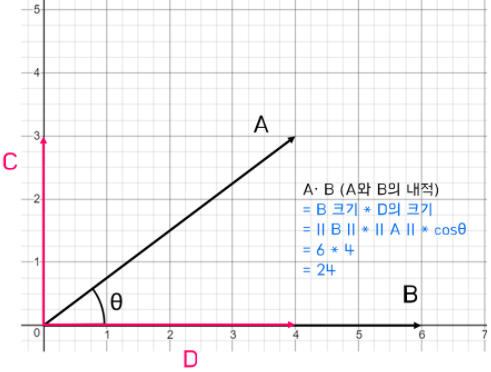 5
4
A
3
C
A· B (A와 B의 내적)
= B 크기 * D의 크기
2
= || B || * || A || * cosθ
= 6 * 4
1
= 24
θ
B
0 1 2 3 4 5 6 7
D